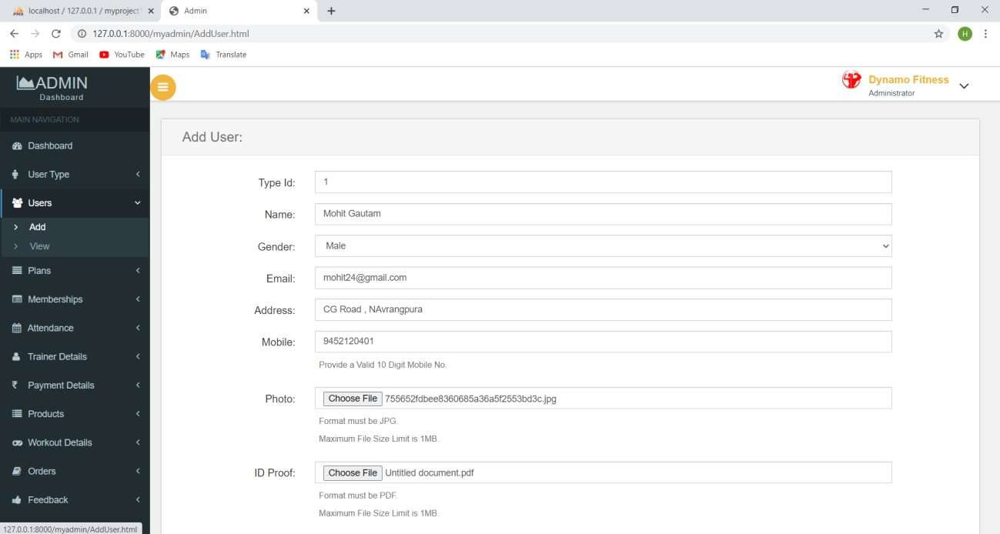 localhost / 127.0.0.1 / myproject
Admin
127.0.0.1:8000/myadmin/AddUser.html
H
Apps
Gmail
YouTube
Maps
Translate
ADMIN
Dashboard
Dynamo Fitness
Administrator
MAIN NAVIGATION
Dashboard
User Type
Users
Add
View
Plans
Memberships
Attendance
Trainer Details
Payment Details
Products
Workout Details
Orders
Feedback
127.0.0.1:8000/myadmin/AddUser.html
Add User:
Type Id: 1
Name: Mohit Gautam
Gender: Male
Email: mohit24@gmail.com
Address: CG Road , NAvrangpura
Mobile: 9452120401
Provide a Valid 10 Digit Mobile No.
Photo: Choose File 755652fdbee8360685a36a5f2553bd3c.jpg
Format must be JPG.
Maximum File Size Limit is 1MB.
ID Proof: Choose File Untitled document.pdf
Format must be PDF.
Maximum File Size Limit is 1MB.